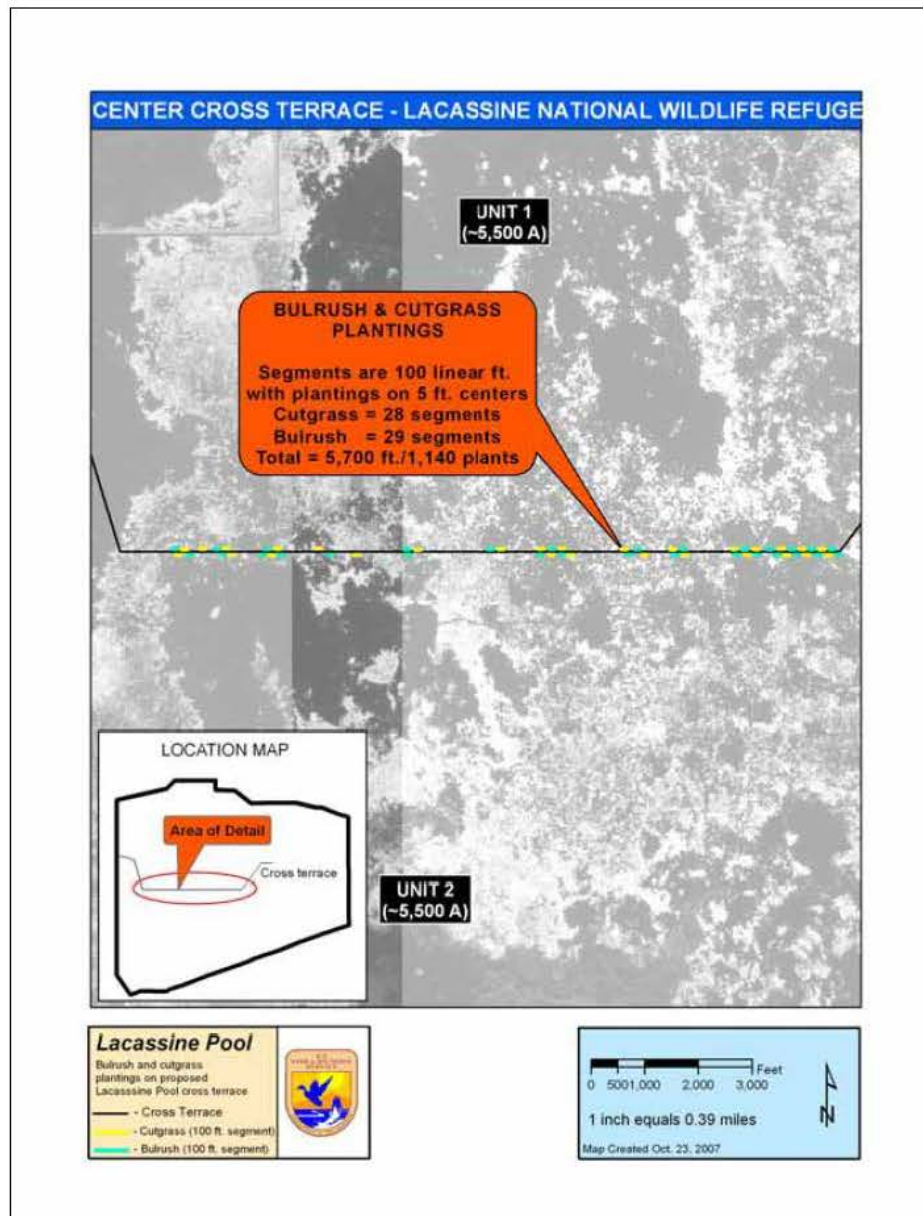 CENTER CROSS TERRACE - LACASSINE NATIONAL WILDLIFE REFUGE
UNIT 1
(~5,500 A)
BULRUSH & CUTGRASS
PLANTINGS
Segments are 100 linear ft.
with plantings on 5 ft. centers
Cutgrass = 28 segments
Bulrush = 29 segments
Total = 5,700 ft./1,140 plants
LOCATION MAP
Area of Detail
Cross terrace
UNIT 2
(~5,500 A)
Lacassine Pool
Bulrush and cutgrass
plantings on proposed
Lacasssine Pool cross terrace
- Cross Terrace
- Cutgrass (100 ft. segment)
- Bulrush (100 ft. segment)
Feet
0 500 1,000 2,000 3,000
1 inch equals 0.39 miles
N
Map Created Oct. 23, 2007